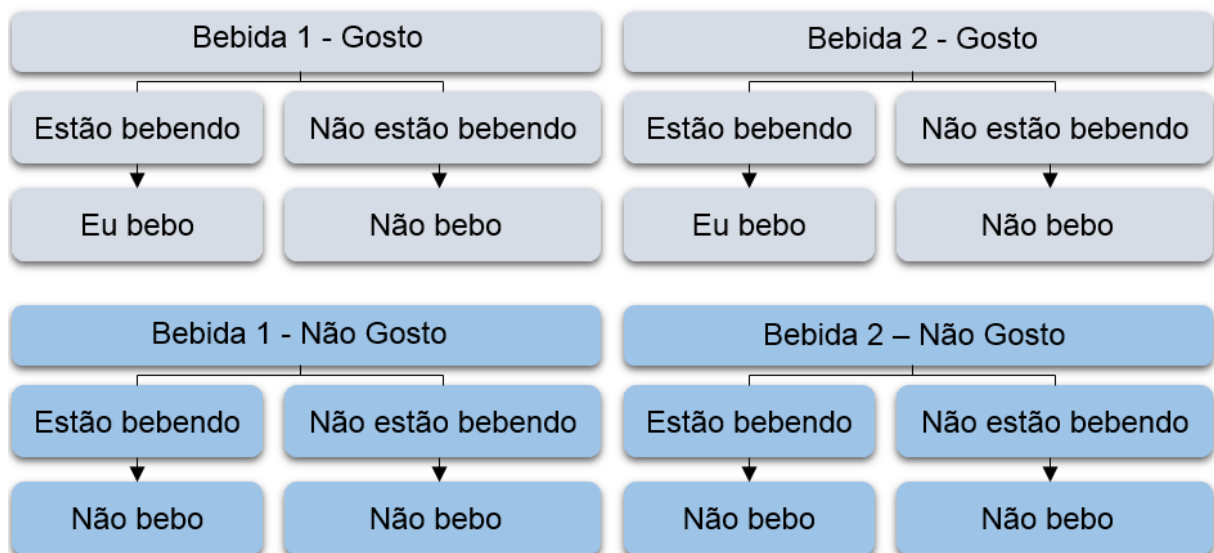 Bebida 1 - Gosto
Estão bebendo
Não estão bebendo
Eu bebo
Não bebo
Bebida 2 - Gosto
Estão bebendo
Não estão bebendo
Eu bebo
Não bebo
Bebida 1 - Não Gosto
Estão bebendo
Não estão bebendo
Não bebo
Não bebo
Bebida 2 – Não Gosto
Estão bebendo
Não estão bebendo
Não bebo
Não bebo